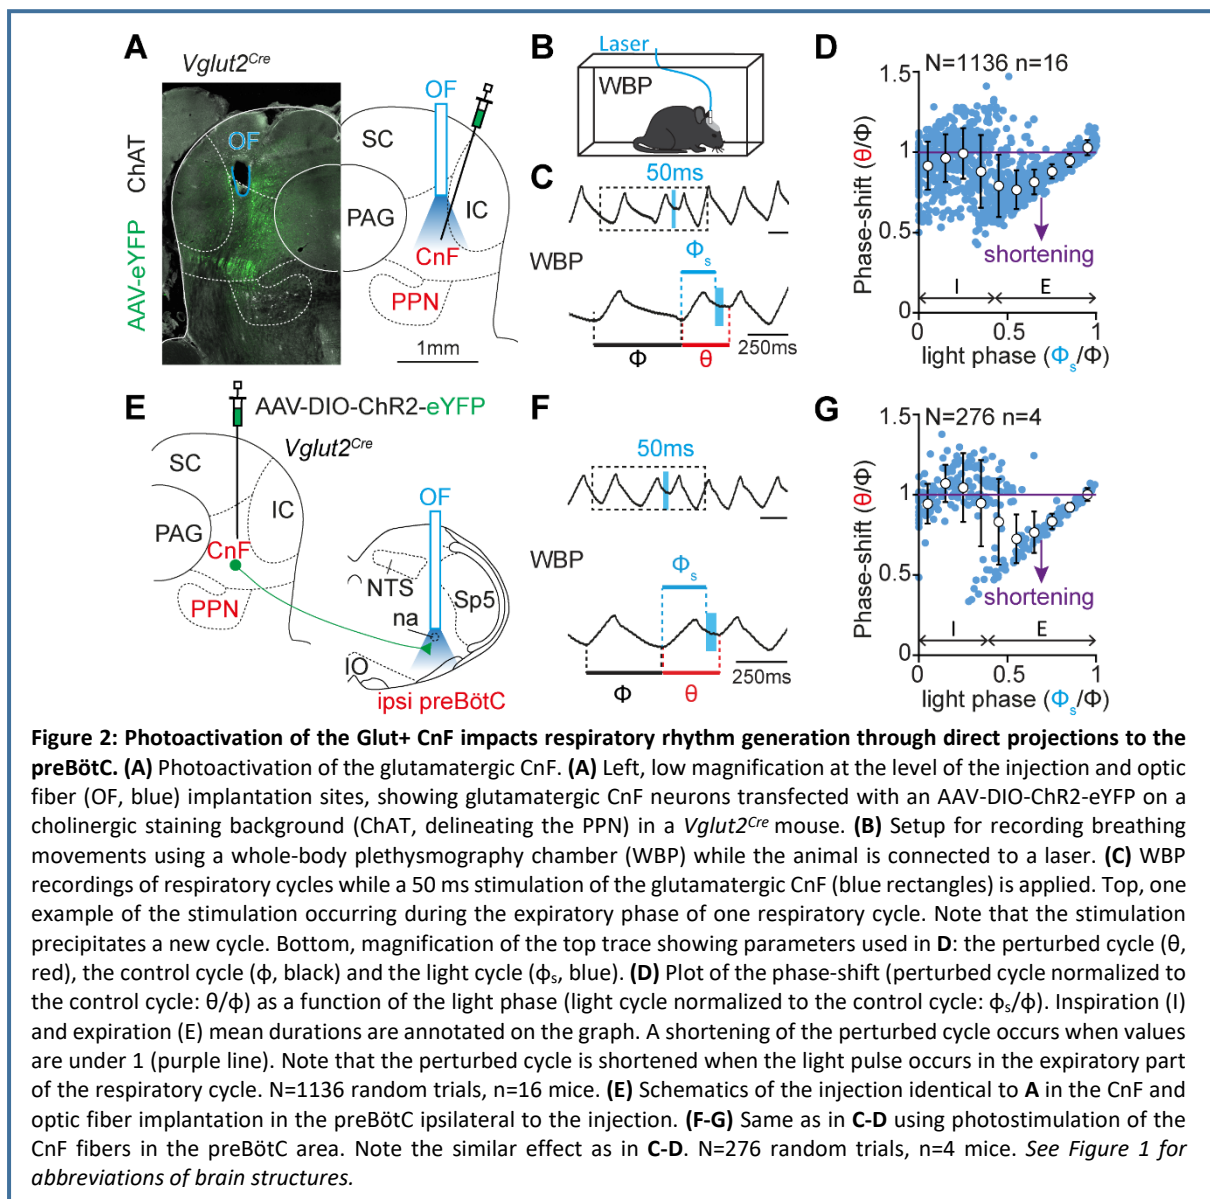 A
Vglut2Cre
AAV-eYFP ChAT
OF
OF
SC
PAG
IC
CnF
PPN
1mm
B
Laser
WBP
C
50ms
WBP
Φs
Φ
θ
250ms
D
N=1136 n=16
Phase-shift (θ/Φ)
1.5
1
0.5
0
shortening
I
E
0
0.5
1
light phase (Φs/Φ)
E
AAV-DIO-ChR2-eYFP
Vglut2Cre
SC
IC
PAG
CnF
PPN
OF
NTS
Sp5
na
IO
ipsi preBötC
F
50ms
WBP
Φs
Φ
θ
250ms
G
N=276 n=4
Phase-shift (θ/Φ)
1.5
1
0.5
0
shortening
I
E
0
0.5
1
light phase (Φs/Φ)
Figure 2: Photoactivation of the Glut+ CnF impacts respiratory rhythm generation through direct projections to the
preBötC. (A) Photoactivation of the glutamatergic CnF. (A) Left, low magnification at the level of the injection and optic
fiber (OF, blue) implantation sites, showing glutamatergic CnF neurons transfected with an AAV-DIO-ChR2-eYFP on a
cholinergic staining background (ChAT, delineating the PPN) in a Vglut2Cre mouse. (B) Setup for recording breathing
movements using a whole-body plethysmography chamber (WBP) while the animal is connected to a laser. (C) WBP
recordings of respiratory cycles while a 50 ms stimulation of the glutamatergic CnF (blue rectangles) is applied. Top, one
example of the stimulation occurring during the expiratory phase of one respiratory cycle. Note that the stimulation
precipitates a new cycle. Bottom, magnification of the top trace showing parameters used in D: the perturbed cycle (θ,
red), the control cycle (ϕ, black) and the light cycle (ϕs, blue). (D) Plot of the phase-shift (perturbed cycle normalized to
the control cycle: θ/ϕ) as a function of the light phase (light cycle normalized to the control cycle: ϕs/ϕ). Inspiration (I)
and expiration (E) mean durations are annotated on the graph. A shortening of the perturbed cycle occurs when values
are under 1 (purple line). Note that the perturbed cycle is shortened when the light pulse occurs in the expiratory part
of the respiratory cycle. N=1136 random trials, n=16 mice. (E) Schematics of the injection identical to A in the CnF and
optic fiber implantation in the preBötC ipsilateral to the injection. (F-G) Same as in C-D using photostimulation of the
CnF fibers in the preBötC area. Note the similar effect as in C-D. N=276 random trials, n=4 mice. See Figure 1 for
abbreviations of brain structures.